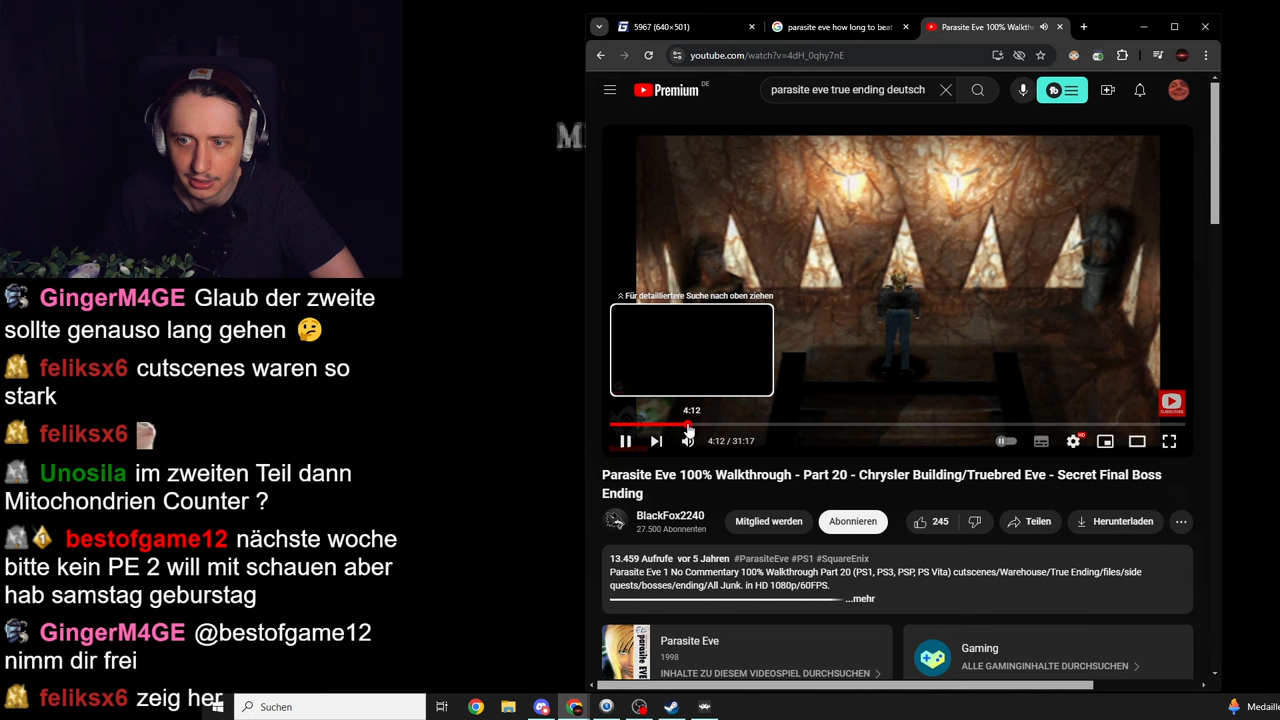 GingerM4GE Glaub der zweite
sollte genauso lang gehen 🤔
feliksx6 cutscenes waren so
stark
feliksx6
Unosila im zweiten Teil dann
Mitochondrien Counter ?
bestofgame12 nächste woche
bitte kein PE 2 will mit schauen aber
hab samstag geburstag
GingerM4GE @bestofgame12
nimm dir frei
feliksx6 zeig her
5967 (640×501)
parasite eve how long to beat
Parasite Eve 100% Walkth
youtube.com/watch?v=4dH_0qhy7nE
Premium DE
parasite eve true ending deutsch
Für detailliertere Suche nach oben ziehen
4:12
SUBSCRIBE
4:12 / 31:17
HD
Parasite Eve 100% Walkthrough - Part 20 - Chrysler Building/Truebred Eve - Secret Final Boss
Ending
BlackFox2240
27.500 Abonnenten
Mitglied werden
Abonnieren
245
Teilen
Herunterladen
13.459 Aufrufe vor 5 Jahren #ParasiteEve #PS1 #SquareEnix
Parasite Eve 1 No Commentary 100% Walkthrough Part 20 (PS1, PS3, PSP, PS Vita) cutscenes/Warehouse/True Ending/files/side
quests/bosses/ending/All Junk. in HD 1080p/60FPS.
...mehr
parasite EVE
Parasite Eve
1998
INHALTE ZU DIESEM VIDEOSPIEL DURCHSUCHEN
Gaming
ALLE GAMINGINHALTE DURCHSUCHEN
Suchen
Medaille